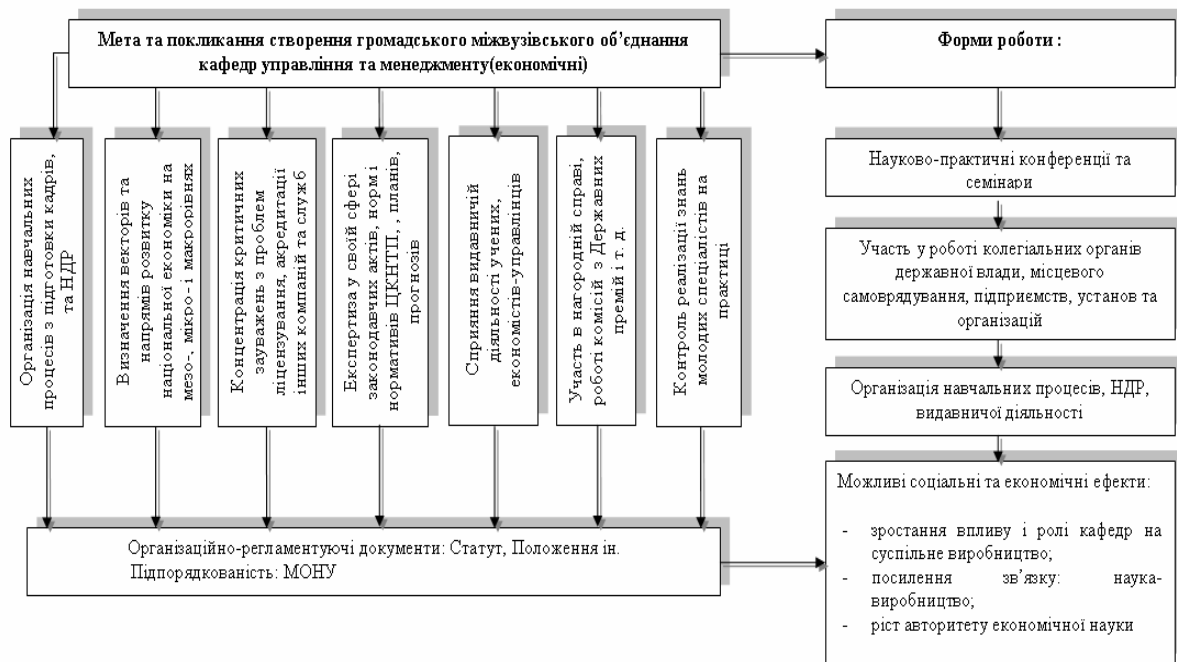 Мета та покликання створення громадського міжвузівського об’єднання
кафедр управління та менеджменту(економічні)
Форми роботи :
Організація навчальних
процесів з підготовки кадрів,
та НДР
Визначення векторів та
напрямів розвитку
національної економіки на
мезо-, мікро- і макрорівнях
Концентрація критичних
зауважень з проблем
ліцензування, акредитації
інших компаній та служб
Експертиза у своїй сфері
законодавчих актів, норм і
нормативів ЦКНТП, , планів,
прогнозів
Сприяння видавничій
діяльності учених,
економістів-управлінців
Участь в нагородній справі,
роботі комісій з Державних
премій і т. д.
Контроль реалізації знань
молодих спеціалістів на
практиці
Організаційно-регламентуючі документи: Статут, Положення ін.
Підпорядкованість: МОНУ
Науково-практичні конференції та
семінари
Участь у роботі колегіальних органів
державної влади, місцевого
самоврядування, підприємств, установ та
організацій
Організація навчальних процесів, НДР,
видавничої діяльності
Можливі соціальні та економічні ефекти:
- зростання впливу і ролі кафедр на
суспільне виробництво;
- посилення зв’язку: наука-
виробництво;
- ріст авторитету економічної науки